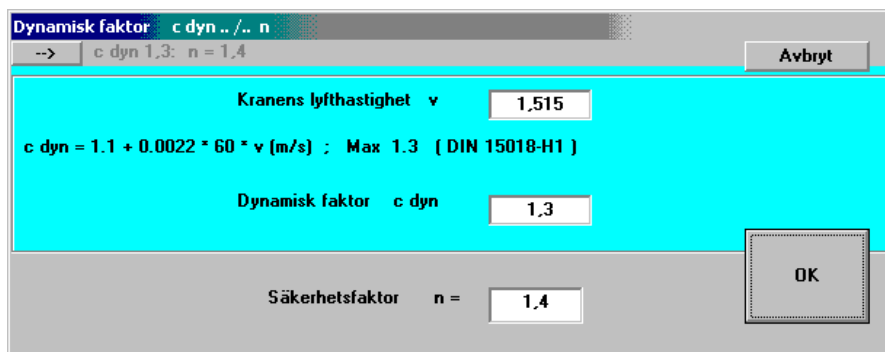 Dynamisk faktor c dyn .. /.. n
--> c dyn 1,3: n = 1,4 Avbryt
Kranens lyfthastighet v 1,515
c dyn = 1.1 + 0.0022 * 60 * v (m/s) ; Max 1.3 ( DIN 15018-H1 )
Dynamisk faktor c dyn 1,3
OK
Säkerhetsfaktor n = 1,4